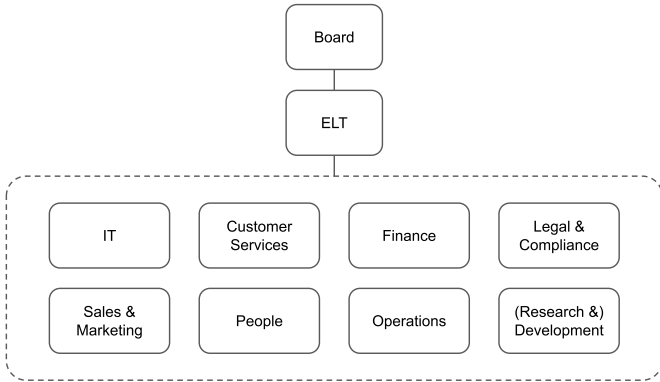 Board
ELT
IT
Customer
Services
Finance
Legal &
Compliance
Sales &
Marketing
People
Operations
(Research &)
Development